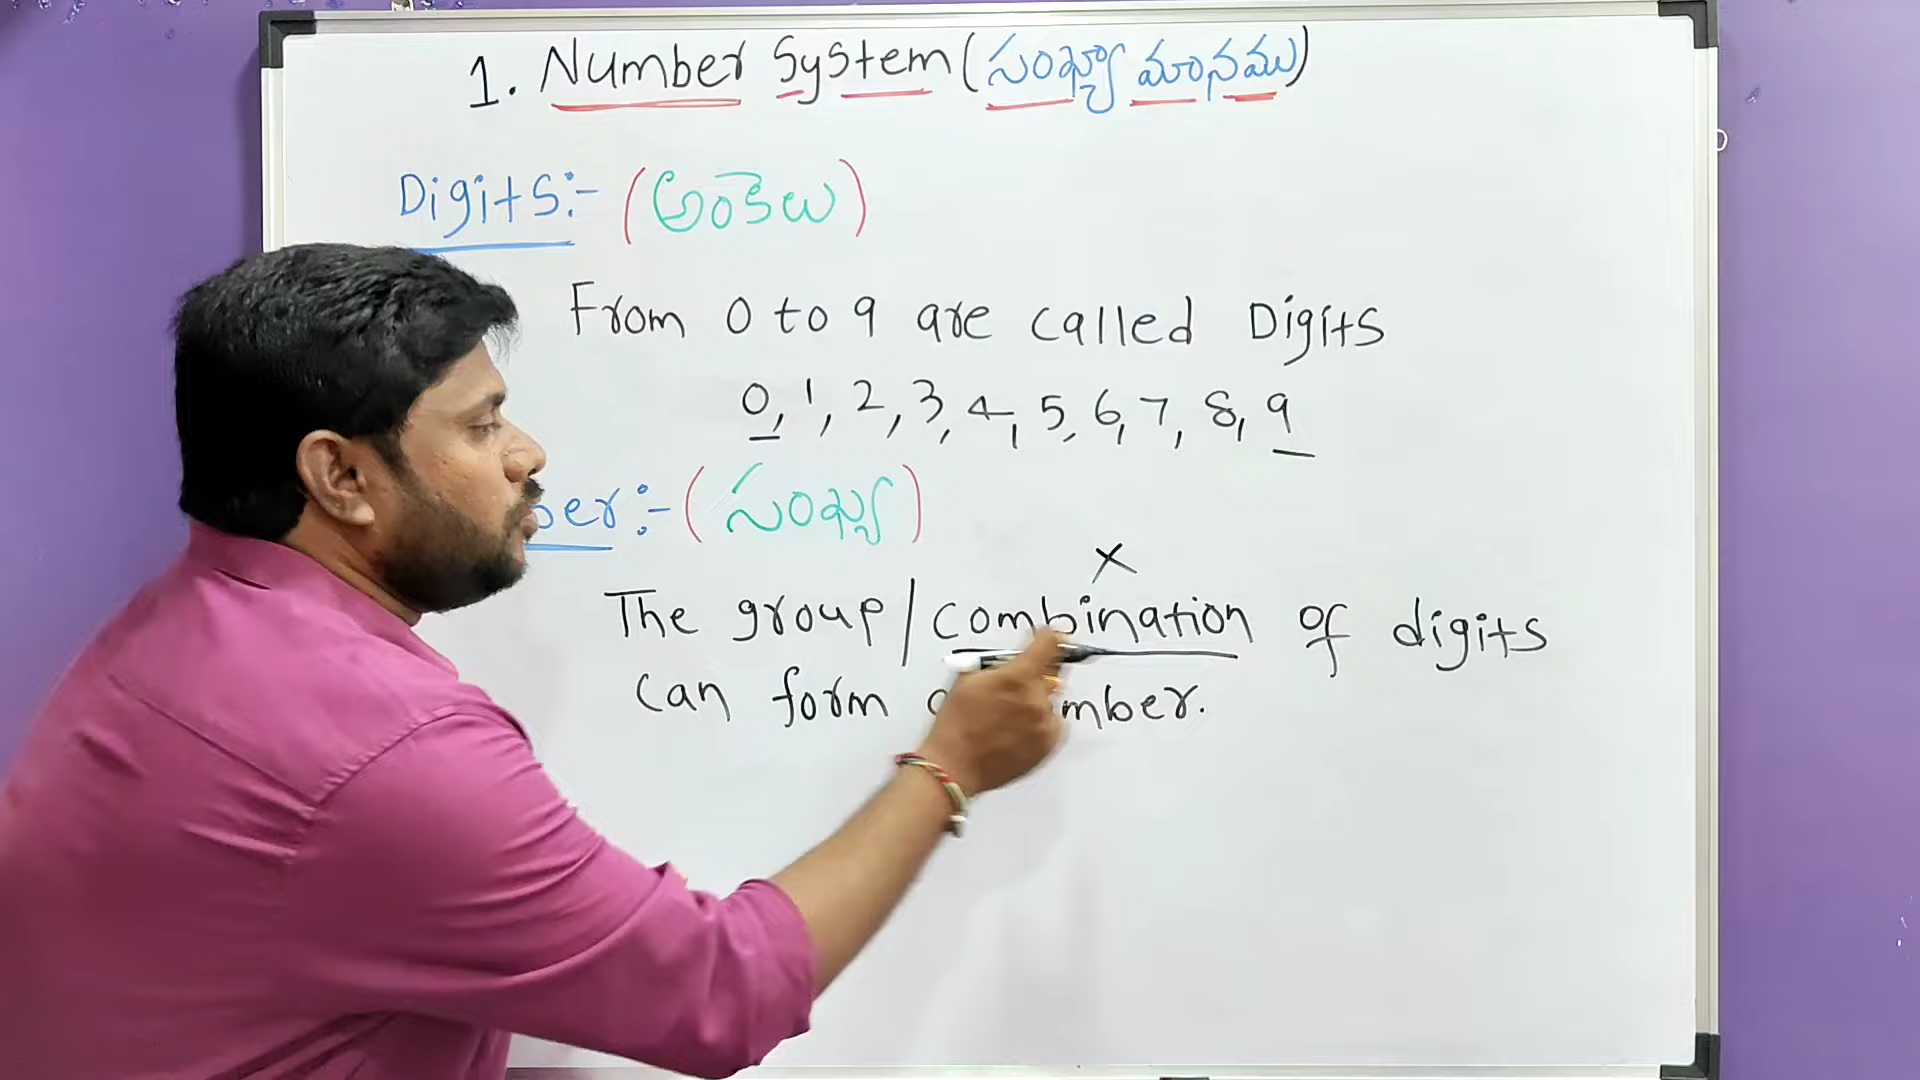 1. Number System (సంఖ్యా మానము)
Digits:- (అంకెలు)
From 0 to 9 are called Digits
0, 1, 2, 3, 4, 5, 6, 7, 8, 9
ber:- (సంఖ్య)
x
The group/combination of digits
can form mber.